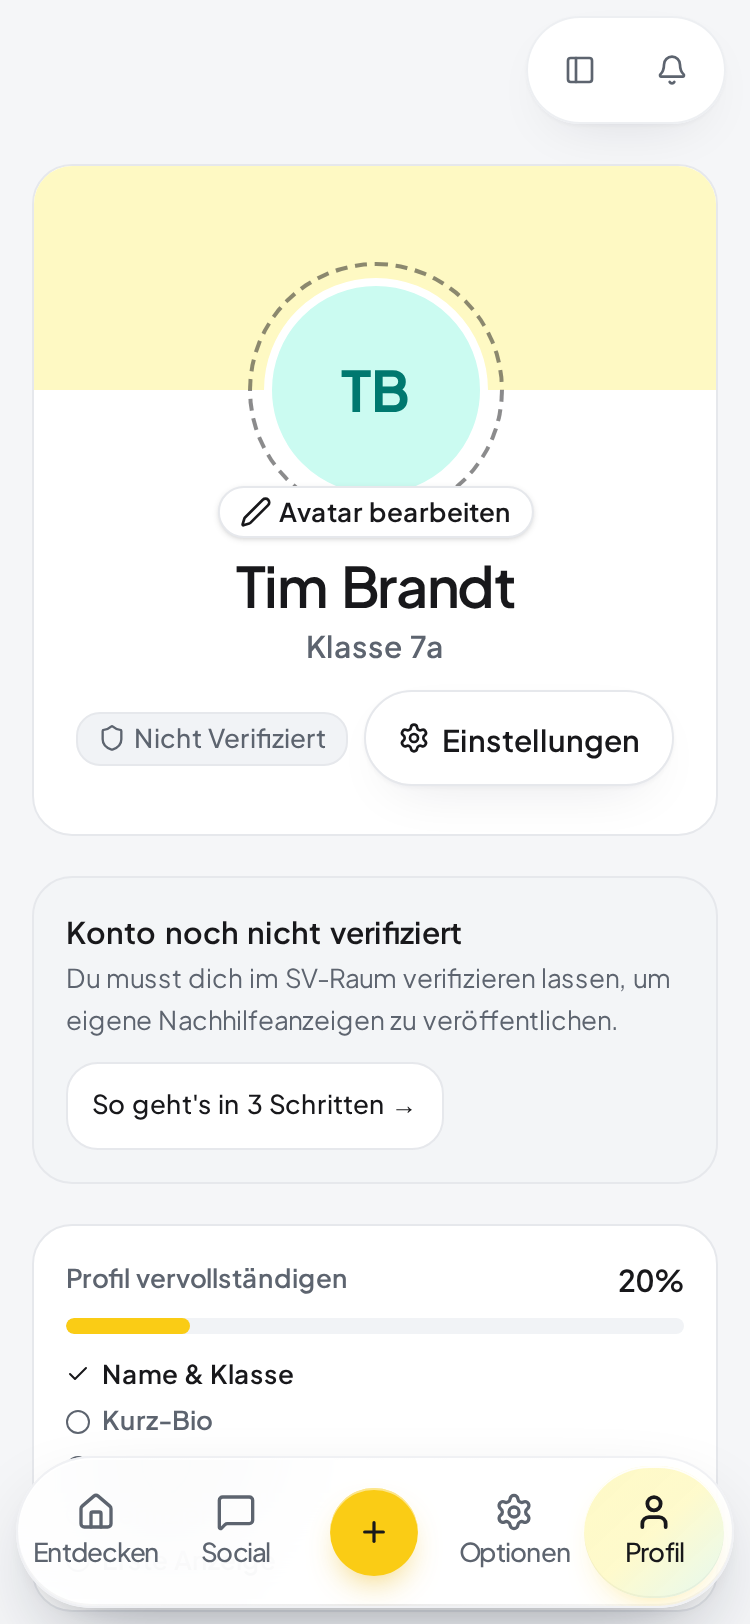 TB
Avatar bearbeiten
Tim Brandt
Klasse 7a
Nicht Verifiziert
Einstellungen
Konto noch nicht verifiziert
Du musst dich im SV-Raum verifizieren lassen, um
eigene Nachhilfeanzeigen zu veröffentlichen.
So geht's in 3 Schritten →
Profil vervollständigen 20%
Name & Klasse
Kurz-Bio
Entdecken Social + Optionen Profil